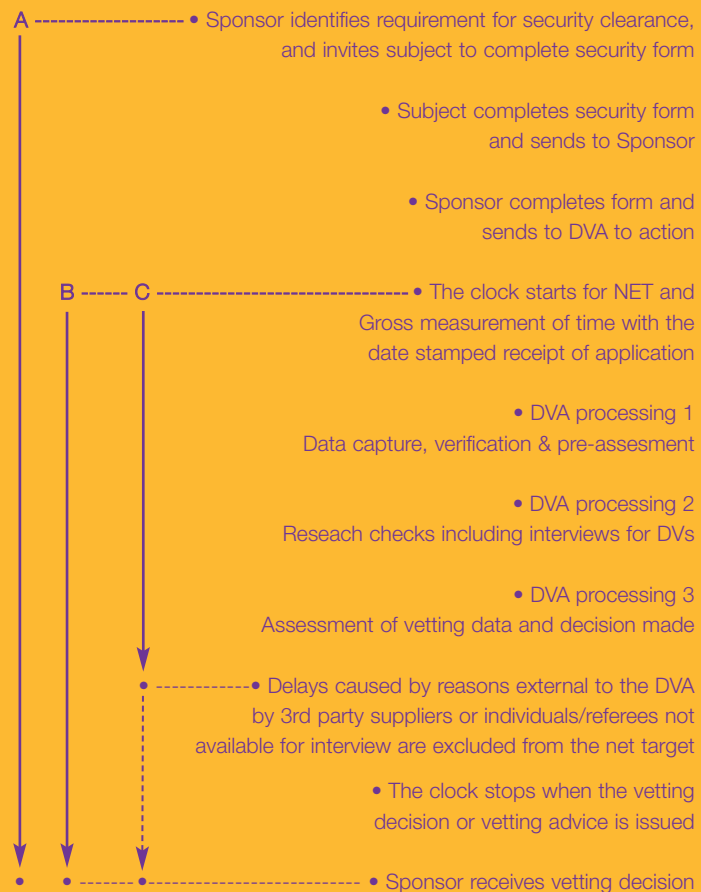 A • Sponsor identifies requirement for security clearance,
and invites subject to complete security form
• Subject completes security form
and sends to Sponsor
• Sponsor completes form and
sends to DVA to action
B C • The clock starts for NET and
Gross measurement of time with the
date stamped receipt of application
• DVA processing 1
Data capture, verification & pre-assesment
• DVA processing 2
Reseach checks including interviews for DVs
• DVA processing 3
Assessment of vetting data and decision made
• Delays caused by reasons external to the DVA
by 3rd party suppliers or individuals/referees not
available for interview are excluded from the net target
• The clock stops when the vetting
decision or vetting advice is issued
• Sponsor receives vetting decision